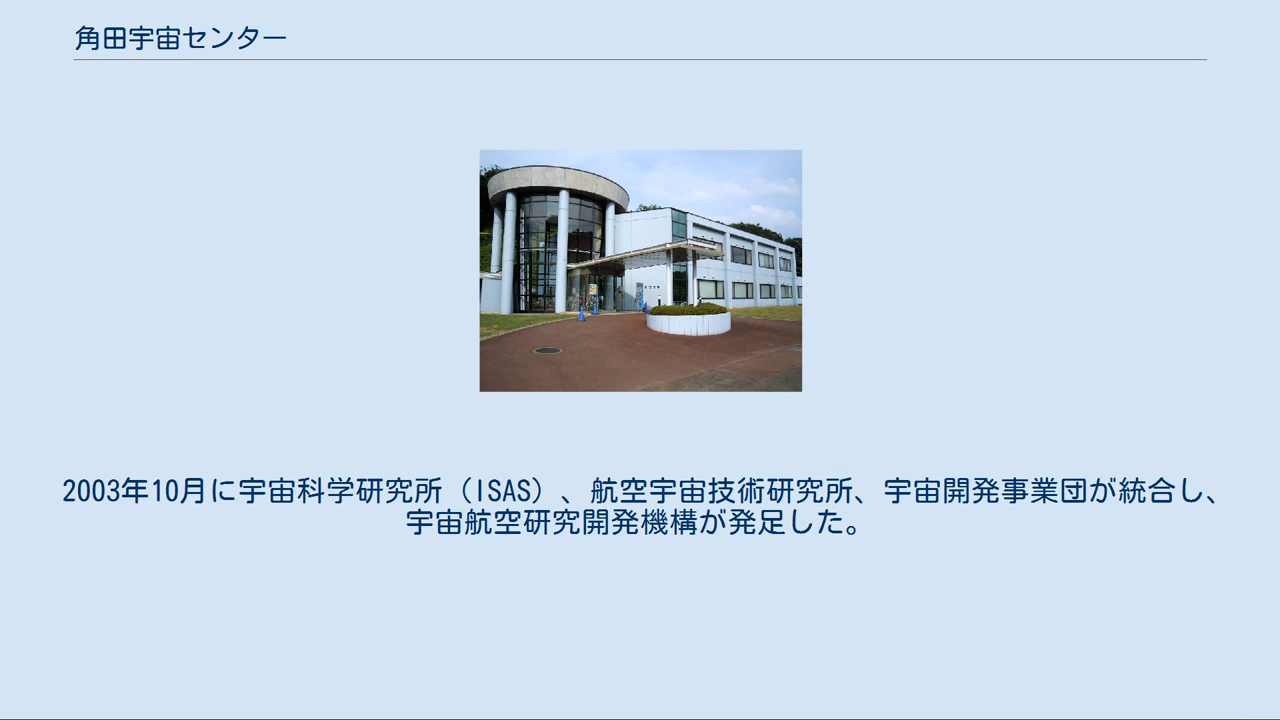 角田宇宙センター
2003年10月に宇宙科学研究所（ISAS）、航空宇宙技術研究所、宇宙開発事業団が統合し、
宇宙航空研究開発機構が発足した。